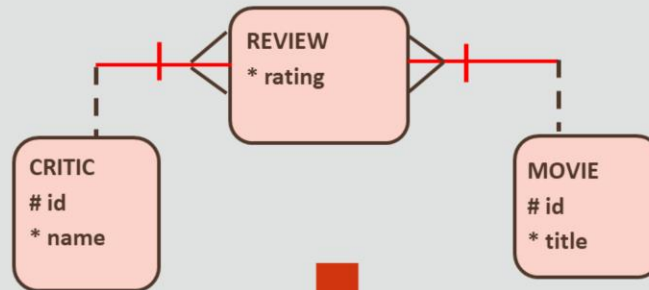 REVIEW
* rating
CRITIC
# id
* name
MOVIE
# id
* title